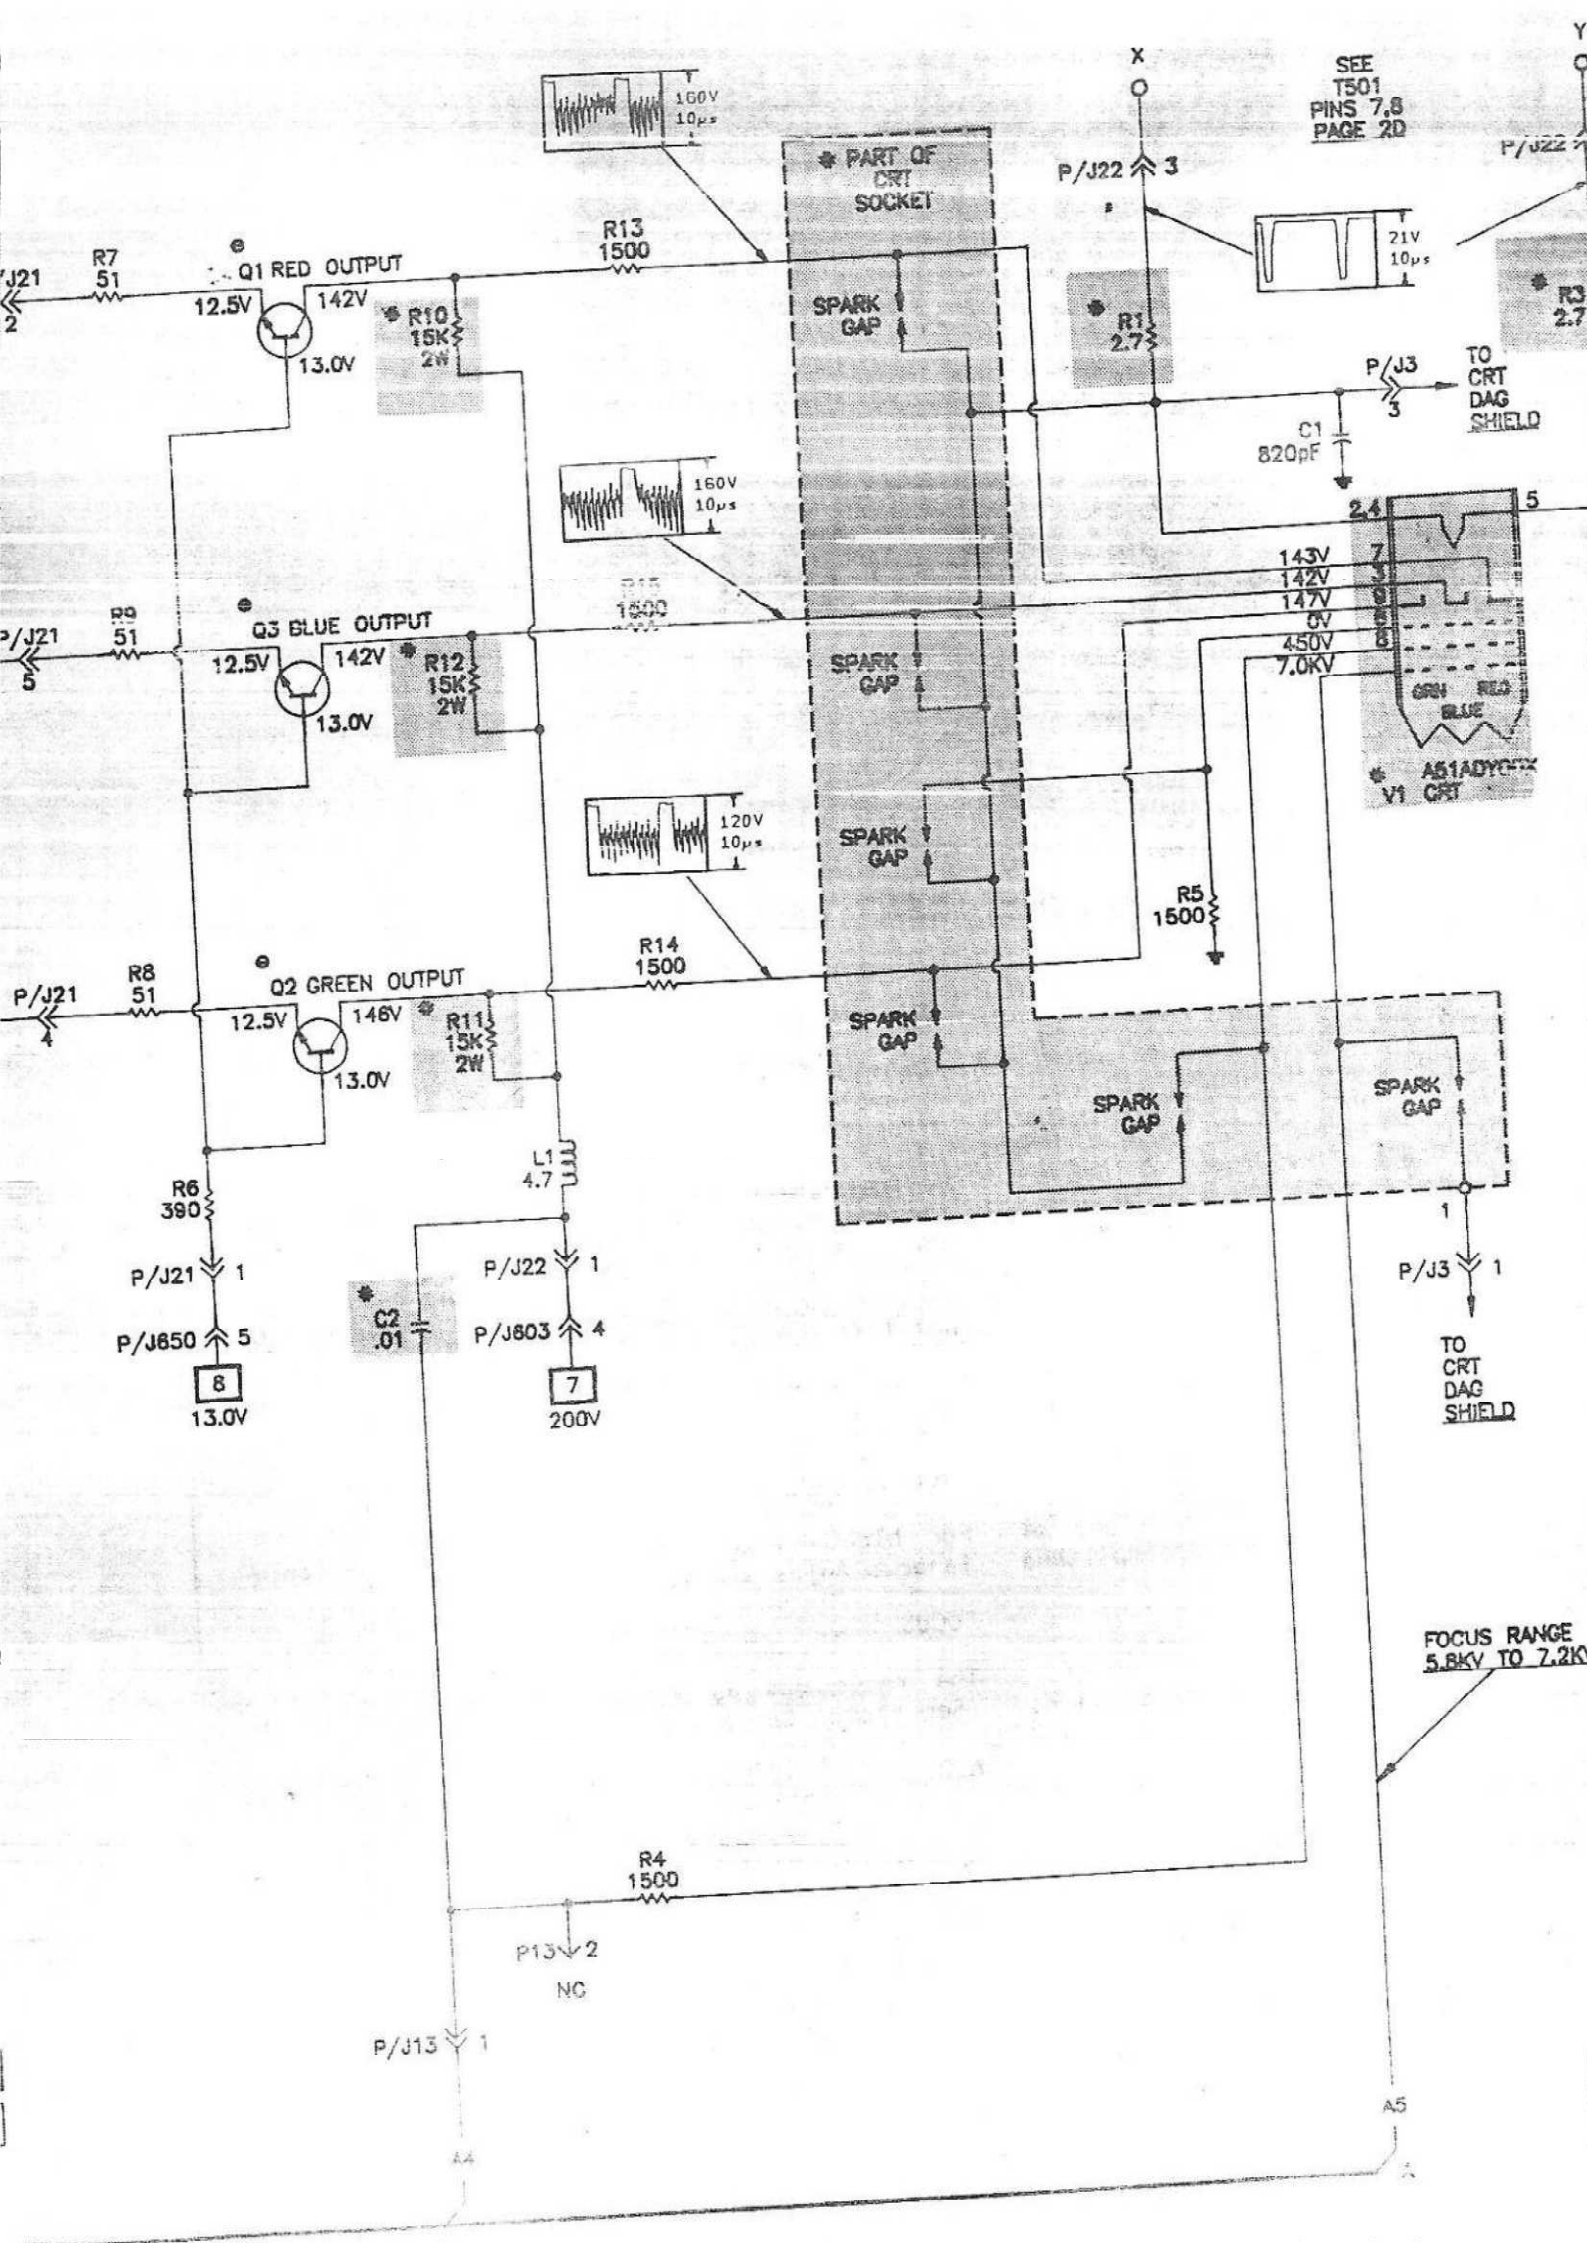 X
Y
SEE
T501
PINS 7,8
PAGE 2D
160V
10µs
* PART OF
CRT
SOCKET
P/J22 3
P/J22
21V
10µs
R13
1500
R7
51
Q1 RED OUTPUT
/J21
2
12.5V
142V
13.0V
* R10
15K
2W
SPARK
GAP
* R1
2.7
* R3
2.7
P/J3
3
TO
CRT
DAG
SHIELD
C1
820pF
160V
10µs
2,4
5
143V 7
142V
147V
0V
450V
7.0KV
GRN RED
BLUE
* A51ADY
V1 CRT
R15
1500
R9
51
Q3 BLUE OUTPUT
P/J21
5
12.5V
142V
13.0V
* R12
15K
2W
SPARK
GAP
120V
10µs
SPARK
GAP
R5
1500
R14
1500
R8
51
Q2 GREEN OUTPUT
P/J21
4
12.5V
146V
13.0V
* R11
15K
2W
SPARK
GAP
SPARK
GAP
SPARK
GAP
L1
4.7
R6
390
1
P/J21 1
P/J22 1
P/J3 1
P/J650 5
* C2
.01
P/J603 4
8
13.0V
7
200V
TO
CRT
DAG
SHIELD
FOCUS RANGE
5.8KV TO 7.2KV
R4
1500
P13 2
NC
P/J13 1
A5
A4